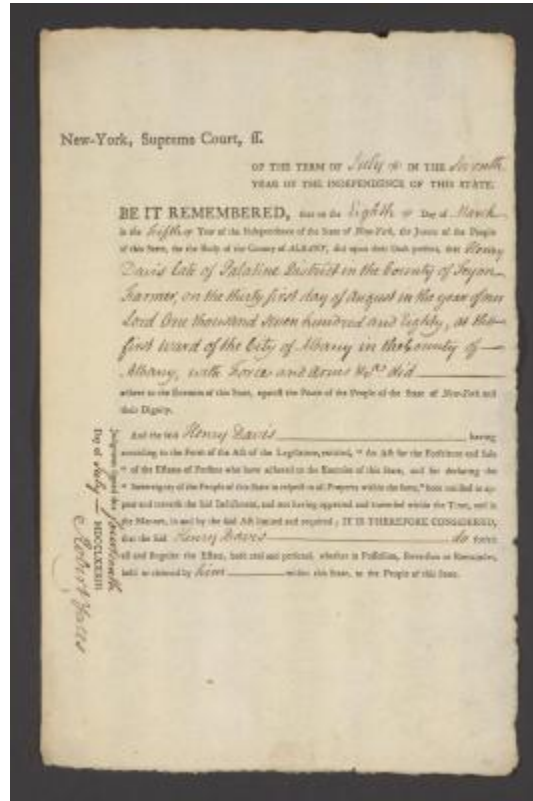 New-York, Supreme Court, ſſ.
OF THE TERM OF July IN THE Seventh
YEAR OF THE INDEPENDENCE OF THIS STATE.
BE IT REMEMBERED, that on the Eighth Day of March
in the Fifth Year of the Independence of the State of New-York, the Jurors of the People
of this State, for the Body of the County of ALBANY, did upon their Oath present, that Henry
Davis late of Palatine District in the County of Tryon
Farmer, on the thirty first day of August in the year of our
Lord One thousand seven hundred and Eighty, at the
first Ward of the City of Albany in the County of
Albany, with Force and Arms &ca. did
adhere to the Enemies of this State, againſt the Peace of the People of the State of New-York and
their Dignity.
And the ſaid Henry Davis having
according to the Form of the Act of the Legiſlature, entitled, " An Act for the Forfeiture and Sale
" of the Eſtates of Perſons who have adhered to the Enemies of this State, and for declaring the
" Sovereignty of the People of this State in reſpect to all Property within the ſame," been notified to ap-
pear and traverſe the ſaid Indictment, and not having appeared and traverſed within the Time, and in
the Manner, in and by the ſaid Act limited and required ; IT IS THEREFORE CONSIDERED,
that the ſaid Henry Davis do forfeit
all and ſingular the Eſtate, both real and perſonal, whether in Poſſeſſion, Reverſion or Remainder,
held or claimed by him within this State, to the People of this State.
Judgment ſigned the fourteenth
Day of July MDCCLXXXIII
Robert Yates